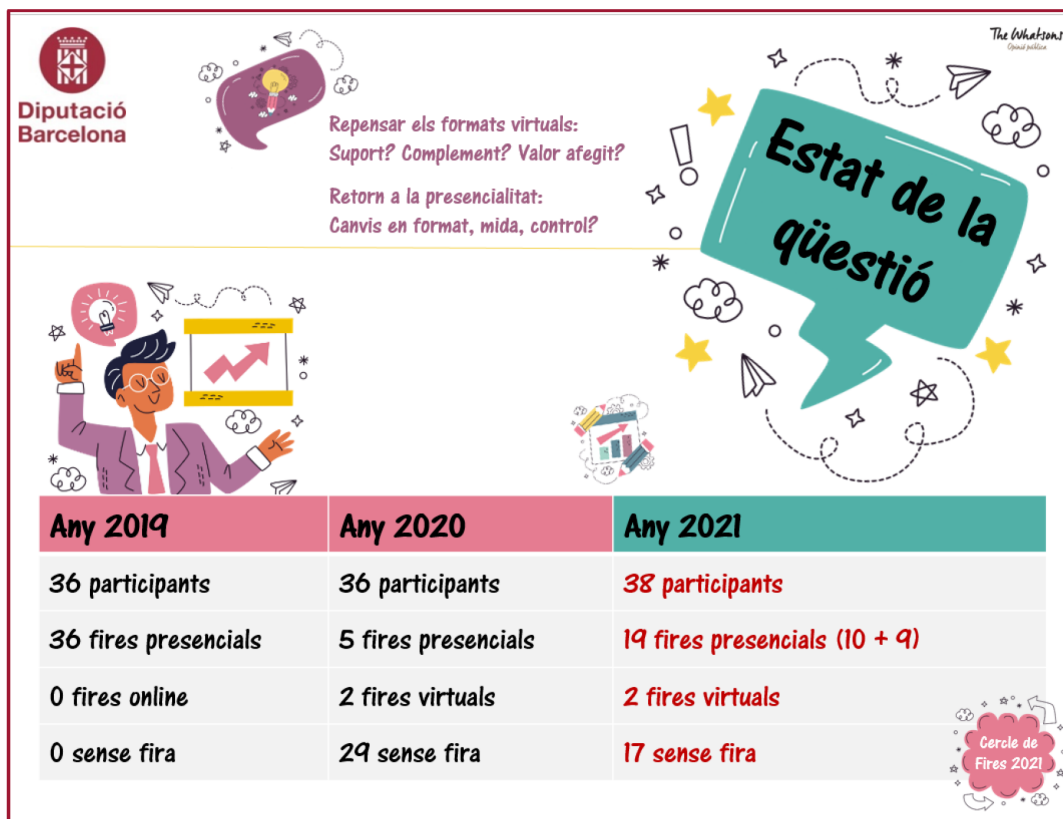 Diputació
Barcelona
The Whatsons
Opinió pública
Repensar els formats virtuals:
Suport? Complement? Valor afegit?
Retorn a la presencialitat:
Canvis en format, mida, control?
Estat de la
qüestió
Any 2019 Any 2020 Any 2021
36 participants 36 participants 38 participants
36 fires presencials 5 fires presencials 19 fires presencials (10 + 9)
0 fires online 2 fires virtuals 2 fires virtuals
0 sense fira 29 sense fira 17 sense fira
Cercle de
Fires 2021